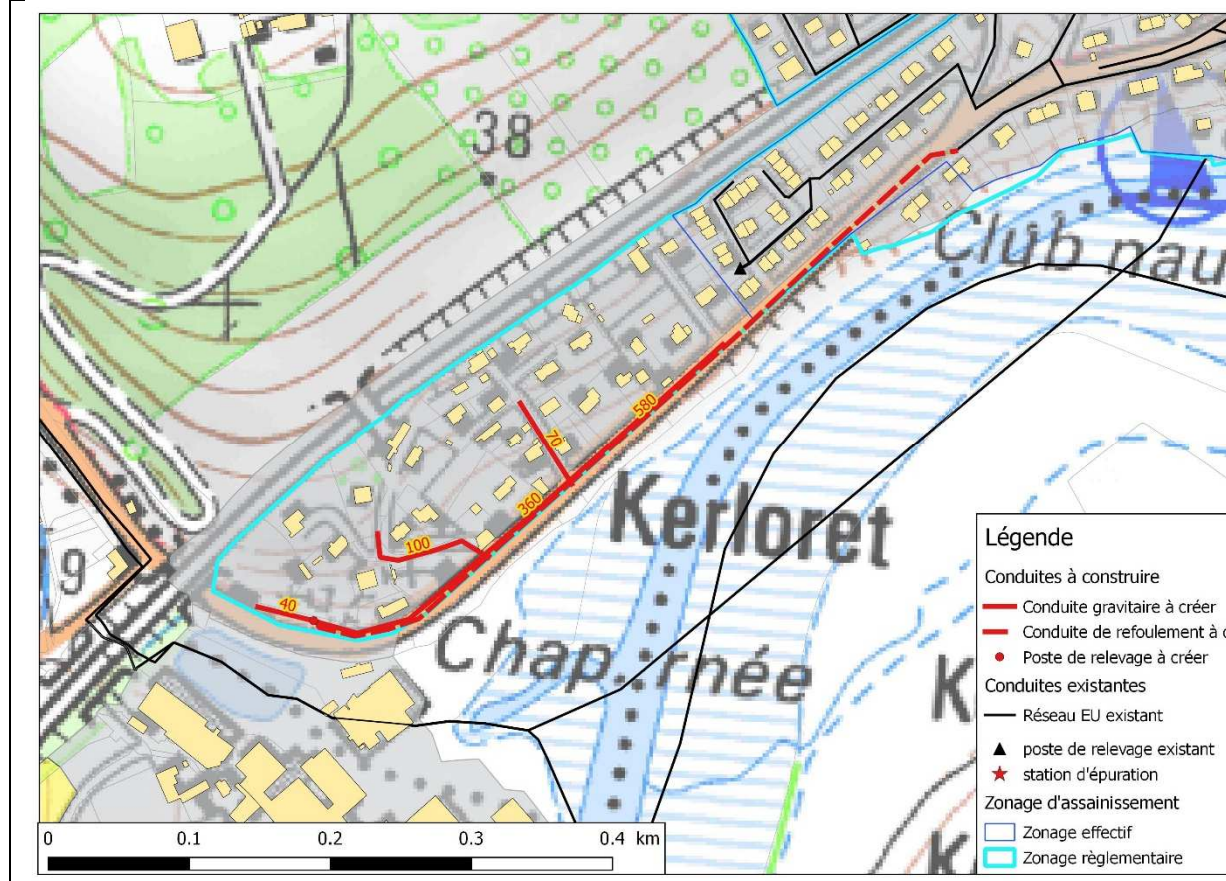 38
Club nau
580
70
Kerloret
360
100
9
40
Chap. rnée
K
K
Légende
Conduites à construire
Conduite gravitaire à créer
Conduite de refoulement à c
Poste de relevage à créer
Conduites existantes
Réseau EU existant
poste de relevage existant
station d'épuration
Zonage d'assainissement
Zonage effectif
Zonage règlementaire
0 0.1 0.2 0.3 0.4 km